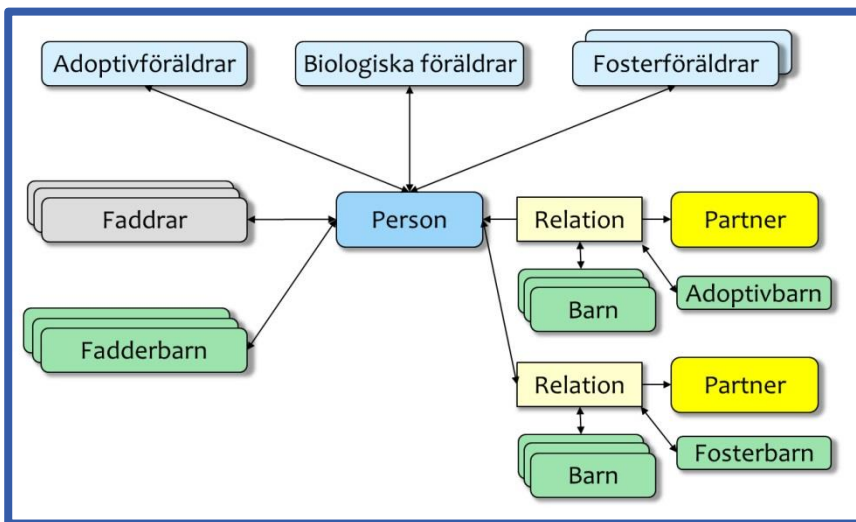 Adoptivföräldrar
Biologiska föräldrar
Fosterföräldrar
Faddrar
Person
Relation
Partner
Barn
Adoptivbarn
Fadderbarn
Relation
Partner
Barn
Fosterbarn